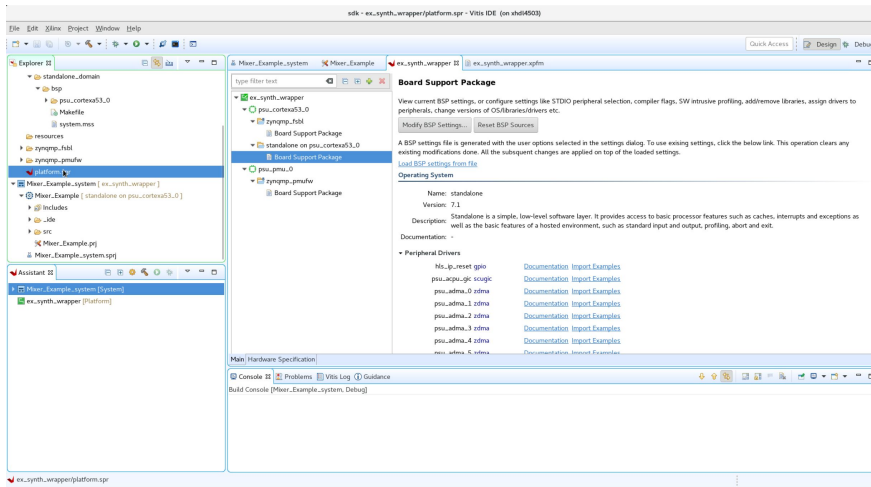 sdk - ex_synth_wrapper/platform.spr - Vitis IDE (on xhdl4503)
File Edit Xilinx Project Window Help
Quick Access Design Debug
Explorer
standalone_domain
bsp
psu_cortexa53_0
Makefile
system.mss
resources
zynqmp_fsbl
zynqmp_pmufw
platform.spr
Mixer_Example_system [ ex_synth_wrapper ]
Mixer_Example [ standalone on psu_cortexa53_0 ]
Includes
_ide
src
Mixer_Example.prj
Mixer_Example_system.sprj
Assistant
Mixer_Example_system [System]
ex_synth_wrapper [Platform]
Mixer_Example_system Mixer_Example ex_synth_wrapper ex_synth_wrapper.xpfm
type filter text
ex_synth_wrapper
psu_cortexa53_0
zynqmp_fsbl
Board Support Package
standalone on psu_cortexa53_0
Board Support Package
psu_pmu_0
zynqmp_pmufw
Board Support Package
Board Support Package
View current BSP settings, or configure settings like STDIO peripheral selection, compiler flags, SW intrusive profiling, add/remove libraries, assign drivers to
peripherals, change versions of OS/libraries/drivers etc.
Modify BSP Settings... Reset BSP Sources
A BSP settings file is generated with the user options selected in the settings dialog. To use exising settings, click the below link. This operation clears any
existing modifications done. All the subsquent changes are applied on top of the loaded settings.
Load BSP settings from file
Operating System
Name: standalone
Version: 7.1
Description: Standalone is a simple, low-level software layer. It provides access to basic processor features such as caches, interrupts and exceptions as
well as the basic features of a hosted environment, such as standard input and output, profiling, abort and exit.
Documentation: -
Peripheral Drivers
hls_ip_reset gpio Documentation Import Examples
psu_acpu_gic scugic Documentation Import Examples
psu_adma_0 zdma Documentation Import Examples
psu_adma_1 zdma Documentation Import Examples
psu_adma_2 zdma Documentation Import Examples
psu_adma_3 zdma Documentation Import Examples
psu_adma_4 zdma Documentation Import Examples
psu_adma_5 zdma Documentation Import Examples
Main Hardware Specification
Console Problems Vitis Log Guidance
Build Console [Mixer_Example_system, Debug]
ex_synth_wrapper/platform.spr